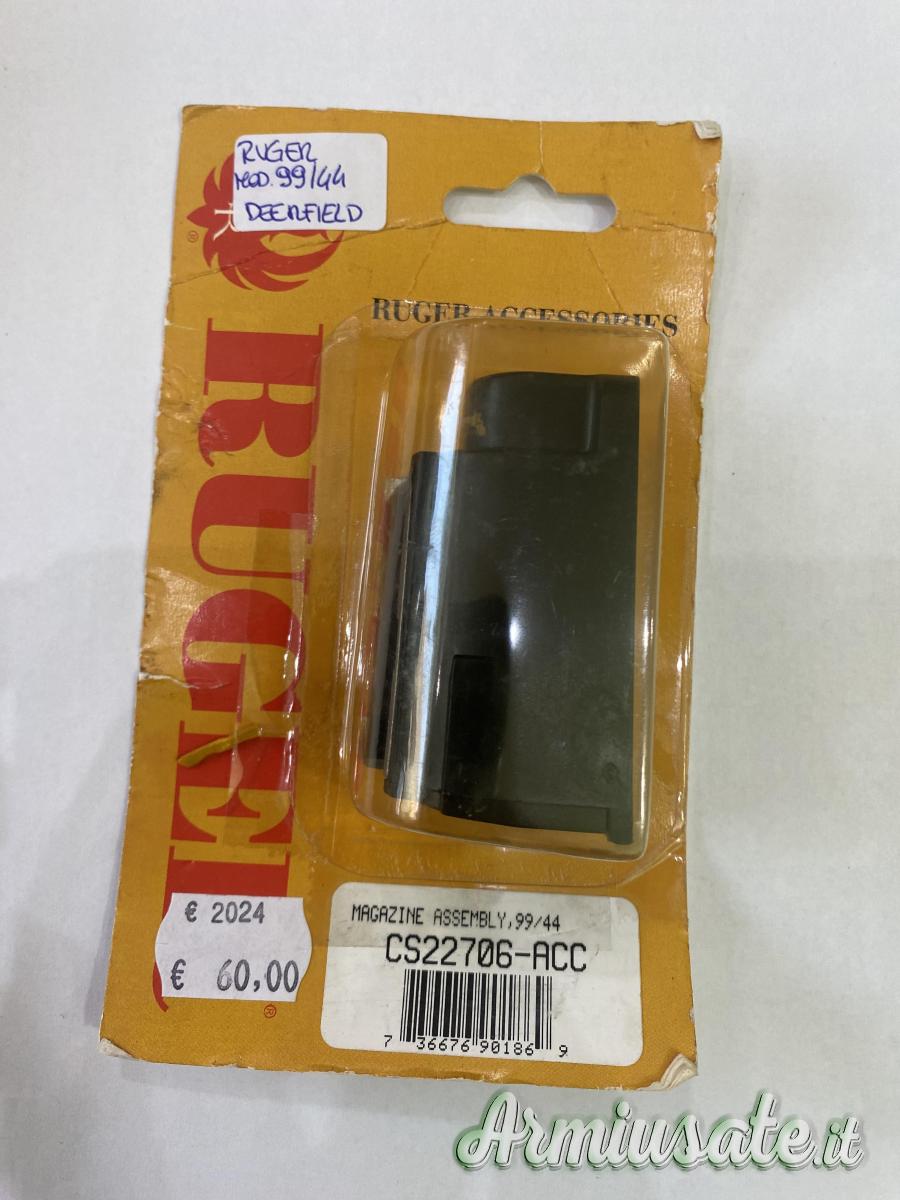 RUGER
MOD. 99/44
DEERFIELD
R
®
RUGER ACCESSORIES
RUGER
®
MAGAZINE ASSEMBLY,99/44
CS22706-ACC
7 36676 90186 9
€ 2024
€ 60,00
Armiusate.it